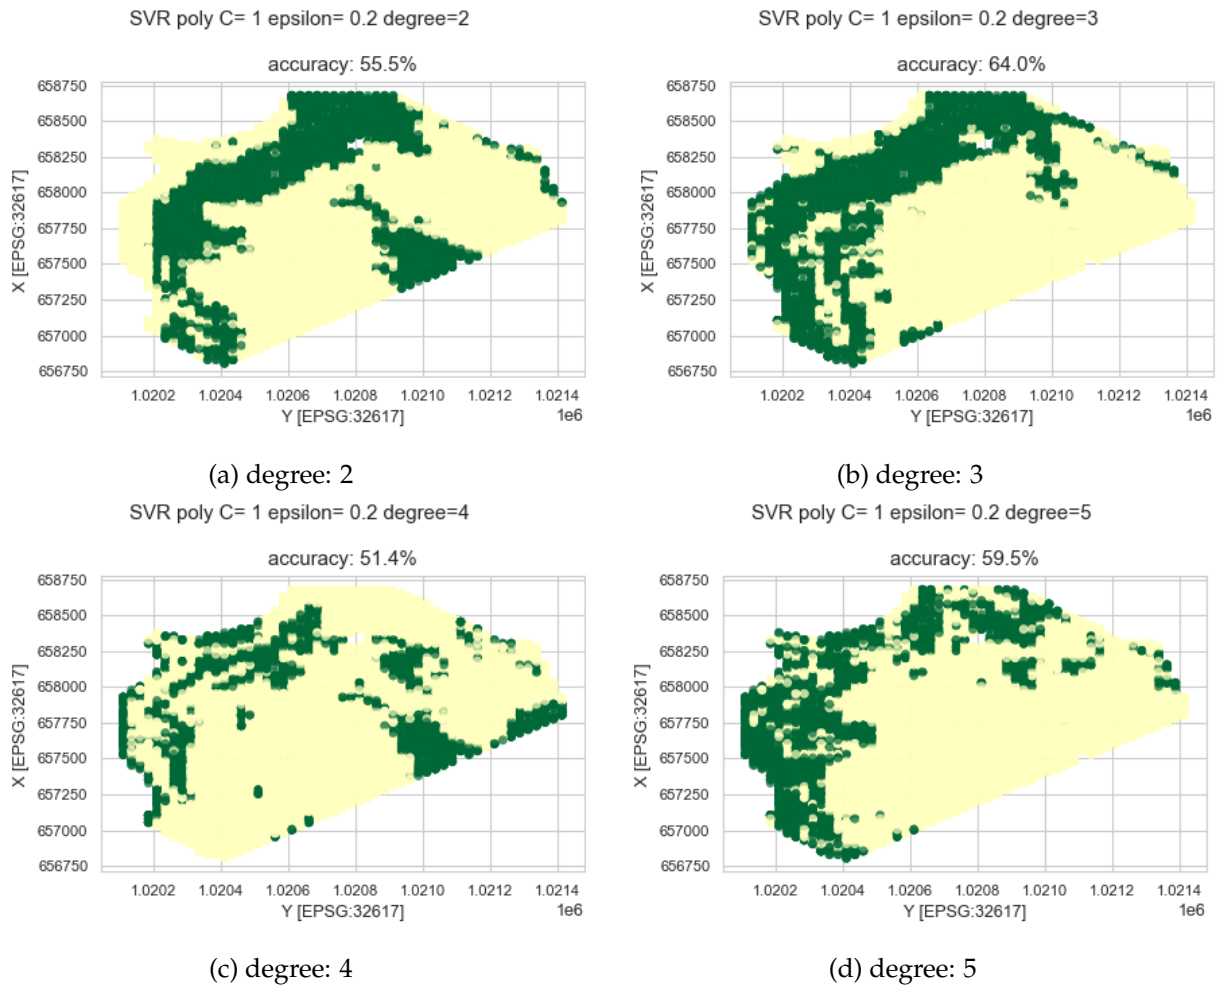 SVR poly C= 1 epsilon= 0.2 degree=2
accuracy: 55.5%
658750
658500
658250
658000
657750
657500
657250
657000
656750
X [EPSG:32617]
1.0202 1.0204 1.0206 1.0208 1.0210 1.0212 1.0214
Y [EPSG:32617]
1e6
(a) degree: 2
SVR poly C= 1 epsilon= 0.2 degree=3
accuracy: 64.0%
658750
658500
658250
658000
657750
657500
657250
657000
656750
X [EPSG:32617]
1.0202 1.0204 1.0206 1.0208 1.0210 1.0212 1.0214
Y [EPSG:32617]
1e6
(b) degree: 3
SVR poly C= 1 epsilon= 0.2 degree=4
accuracy: 51.4%
658750
658500
658250
658000
657750
657500
657250
657000
656750
X [EPSG:32617]
1.0202 1.0204 1.0206 1.0208 1.0210 1.0212 1.0214
Y [EPSG:32617]
1e6
(c) degree: 4
SVR poly C= 1 epsilon= 0.2 degree=5
accuracy: 59.5%
658750
658500
658250
658000
657750
657500
657250
657000
656750
X [EPSG:32617]
1.0202 1.0204 1.0206 1.0208 1.0210 1.0212 1.0214
Y [EPSG:32617]
1e6
(d) degree: 5